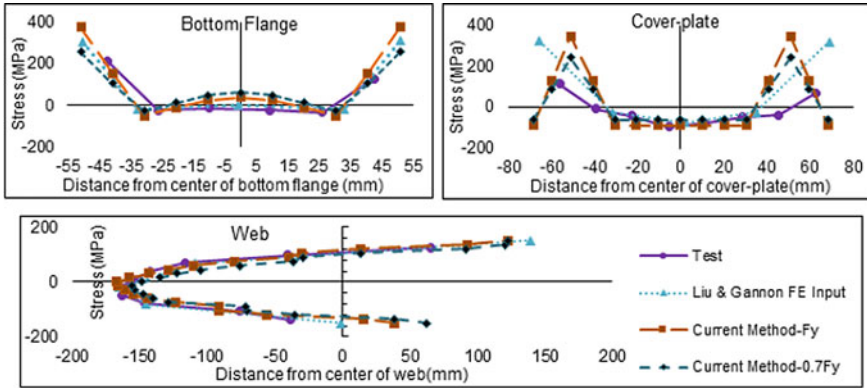 Bottom Flange
Stress (MPa)
400
200
0
-200
-55 -45 -35 -25 -15 -5 5 15 25 35 45 55
Distance from center of bottom flange (mm)
Cover-plate
Stress (MPa)
400
200
0
-200
-80 -60 -40 -20 0 20 40 60 80
Distance from center of cover-plate(mm)
Web
Stress (MPa)
200
0
-200
-200 -150 -100 -50 0 50 100 150 200
Distance from center of web(mm)
Test
Liu & Gannon FE Input
Current Method-Fy
Current Method-0.7Fy